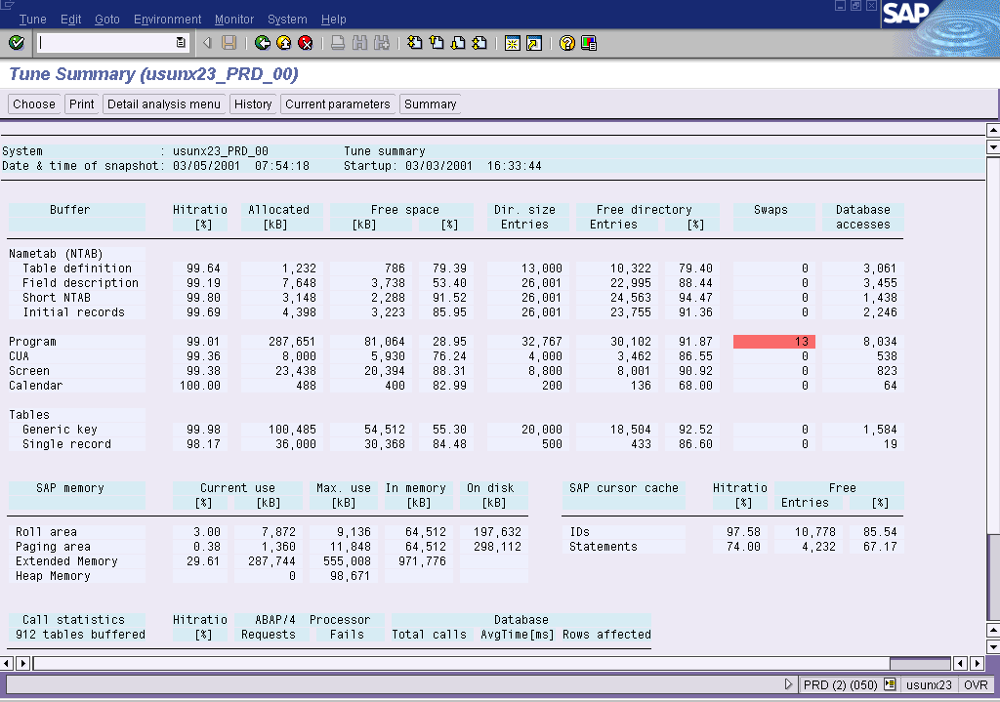 Tune Edit Goto Environment Monitor System Help
SAP
Tune Summary (usunx23_PRD_00)
Choose Print Detail analysis menu History Current parameters Summary
System : usunx23_PRD_00 Tune summary
Date & time of snapshot: 03/05/2001 07:54:18 Startup: 03/03/2001 16:33:44
Buffer Hitratio Allocated Free space Dir. size Free directory Swaps Database
[%] [kB] [kB] [%] Entries Entries [%] accesses
Nametab (NTAB)
Table definition 99.64 1,232 786 79.39 13,000 10,322 79.40 0 3,061
Field description 99.19 7,648 3,738 53.40 26,001 22,995 88.44 0 3,455
Short NTAB 99.80 3,148 2,288 91.52 26,001 24,563 94.47 0 1,438
Initial records 99.69 4,398 3,223 85.95 26,001 23,755 91.36 0 2,246
Program 99.01 287,651 81,064 28.95 32,767 30,102 91.87 13 8,034
CUA 99.36 8,000 5,930 76.24 4,000 3,462 86.55 0 538
Screen 99.38 23,438 20,394 88.31 8,800 8,001 90.92 0 823
Calendar 100.00 488 400 82.99 200 136 68.00 0 64
Tables
Generic key 99.98 100,485 54,512 55.30 20,000 18,504 92.52 0 1,584
Single record 98.17 36,000 30,368 84.48 500 433 86.60 0 19
SAP memory Current use Max. use In memory On disk SAP cursor cache Hitratio Free
[%] [kB] [kB] [kB] [kB] [%] Entries [%]
Roll area 3.00 7,872 9,136 64,512 197,632 IDs 97.58 10,778 85.54
Paging area 0.38 1,360 11,848 64,512 298,112 Statements 74.00 4,232 67.17
Extended Memory 29.61 287,744 555,008 971,776
Heap Memory 0 98,671
Call statistics Hitratio ABAP/4 Processor Database
912 tables buffered [%] Requests Fails Total calls AvgTime[ms] Rows affected
PRD (2) (050) usunx23 OVR